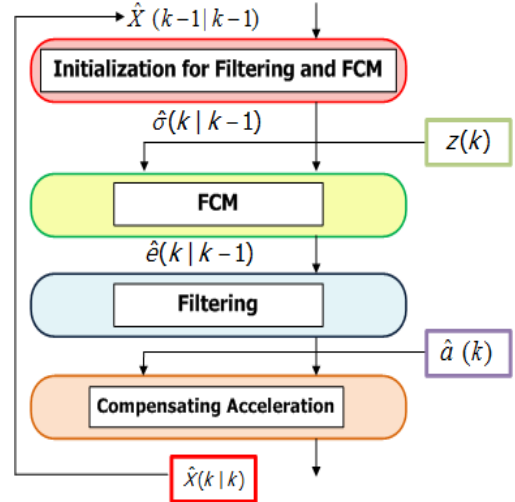 X̂ (k−1|k−1)
Initialization for Filtering and FCM
σ̂(k | k−1)
z(k)
FCM
ê(k | k−1)
Filtering
â (k)
Compensating Acceleration
X̂(k | k)